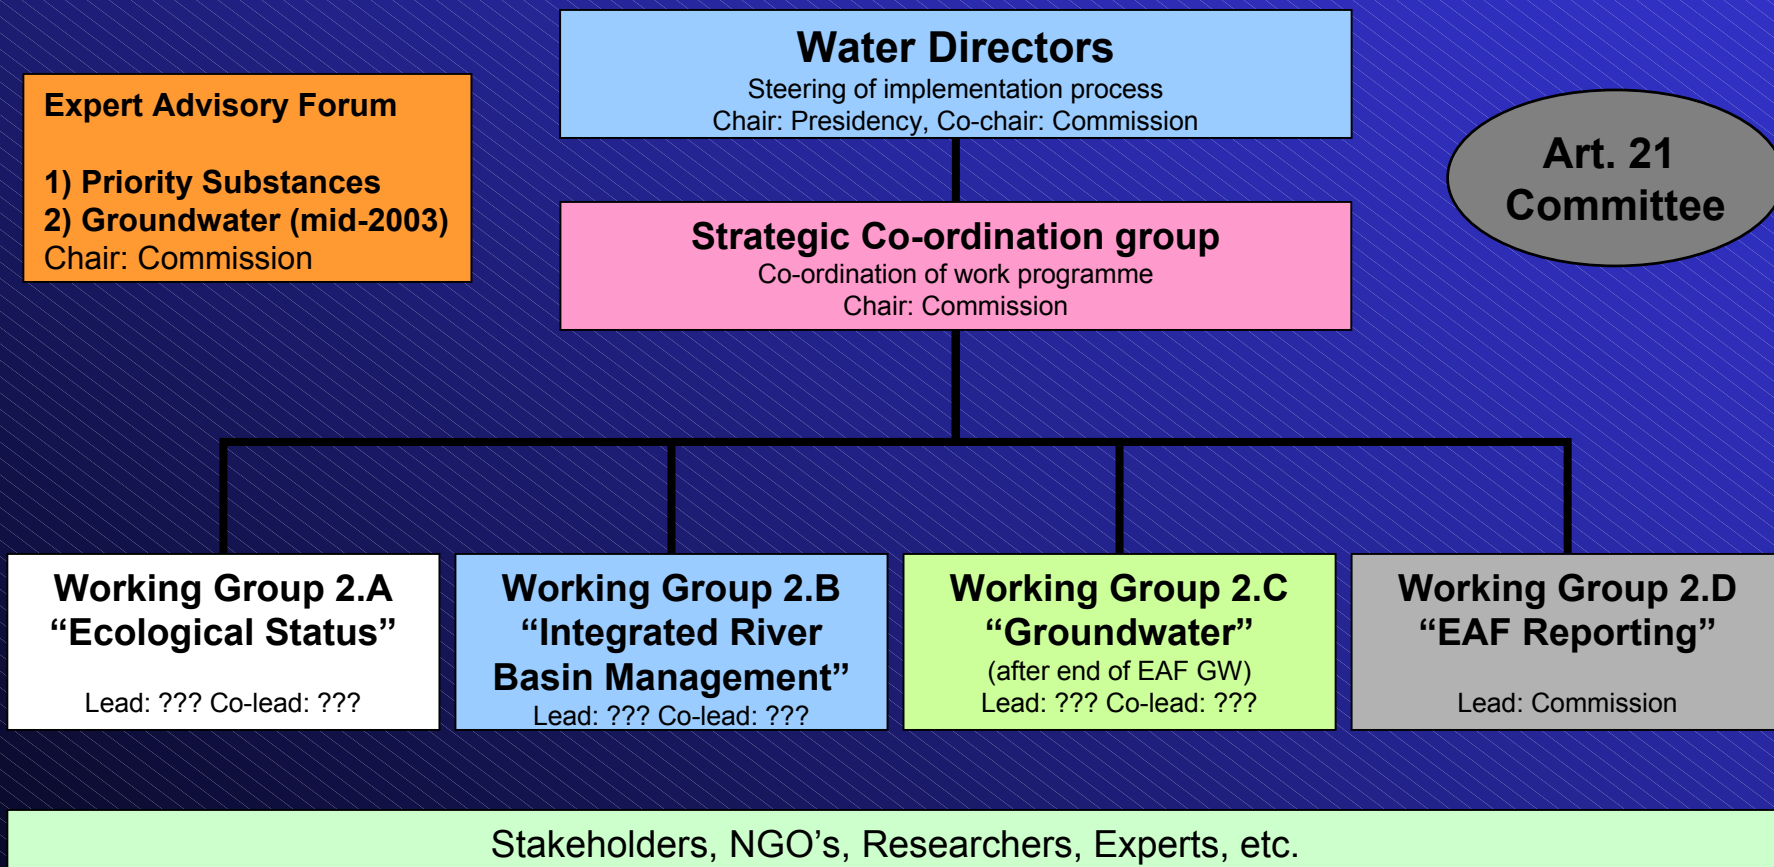 Water Directors
Steering of implementation process
Chair: Presidency, Co-chair: Commission
Expert Advisory Forum
1) Priority Substances
2) Groundwater (mid-2003)
Chair: Commission
Art. 21
Committee
Strategic Co-ordination group
Co-ordination of work programme
Chair: Commission
Working Group 2.A
“Ecological Status”
Lead: ??? Co-lead: ???
Working Group 2.B
“Integrated River
Basin Management”
Lead: ??? Co-lead: ???
Working Group 2.C
“Groundwater”
(after end of EAF GW)
Lead: ??? Co-lead: ???
Working Group 2.D
“EAF Reporting”
Lead: Commission
Stakeholders, NGO’s, Researchers, Experts, etc.